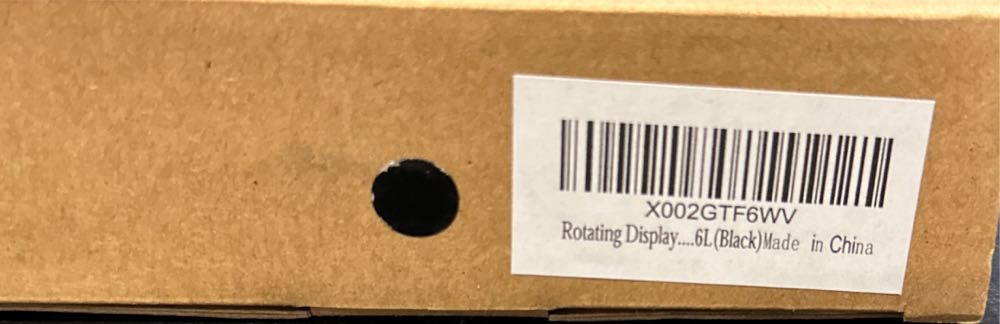 X002GTF6WV
Rotating Display....6L(Black)Made in China